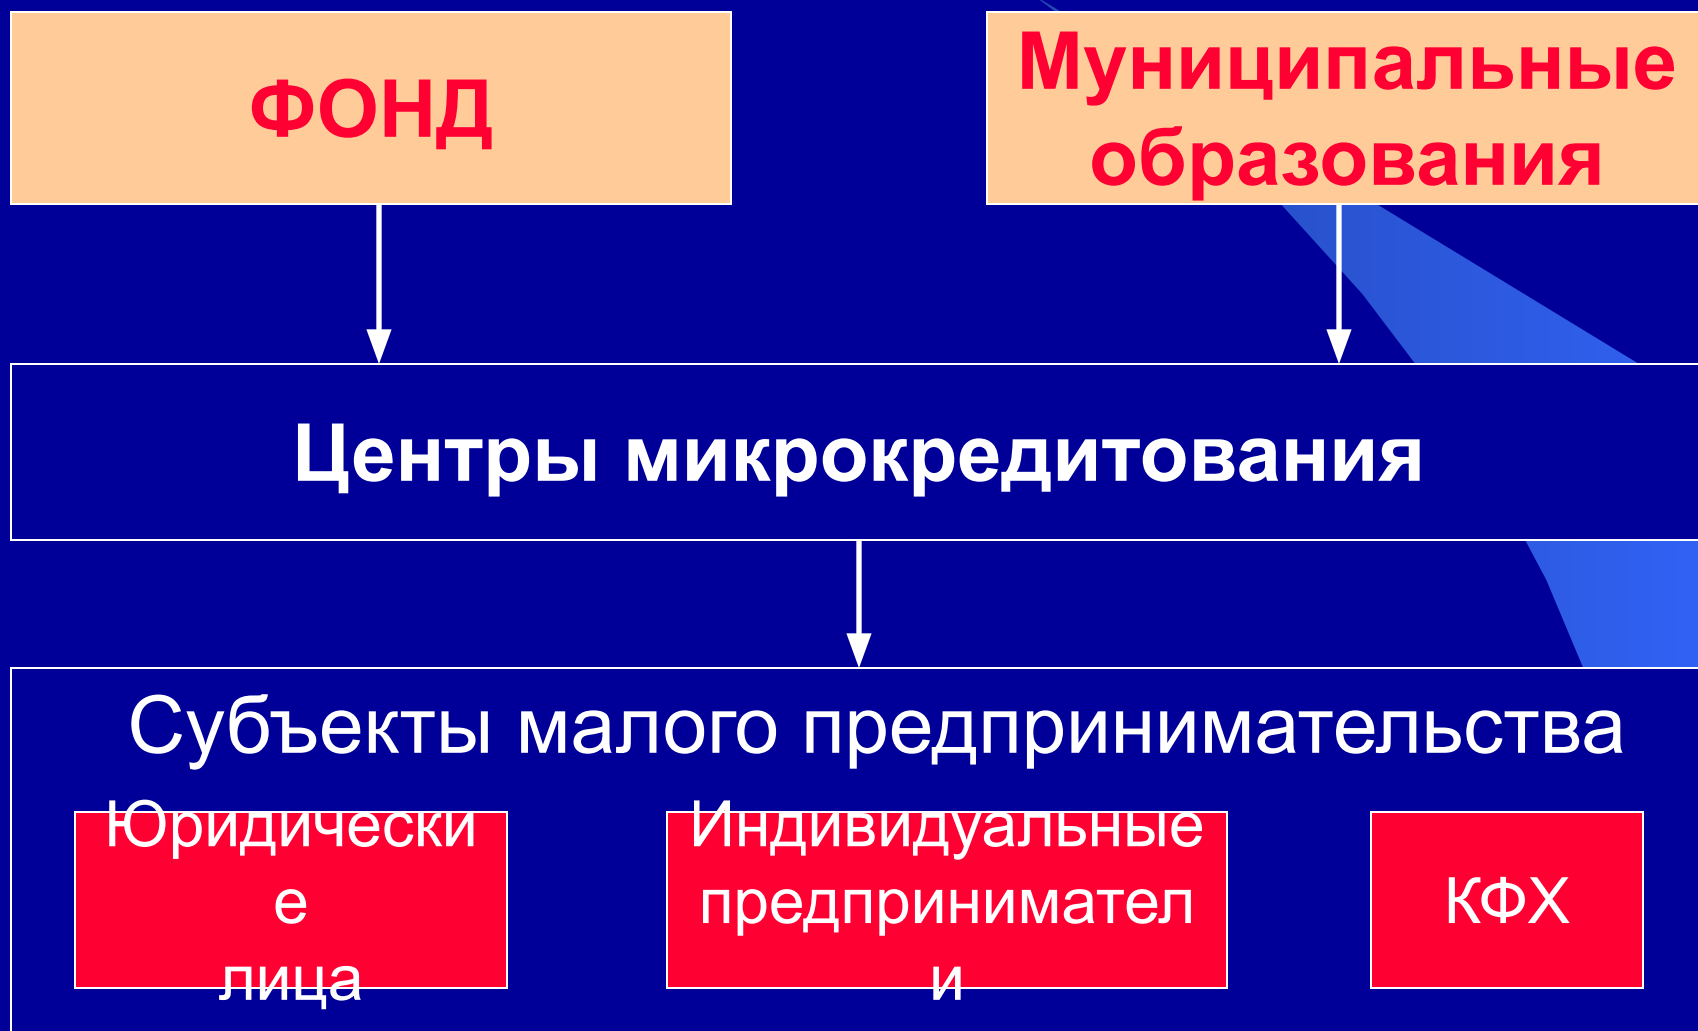 ФОНД
Муниципальные
образования
Центры микрокредитования
Субъекты малого предпринимательства
Юридически
е
лица
Индивидуальные
предпринимател
и
КФХ